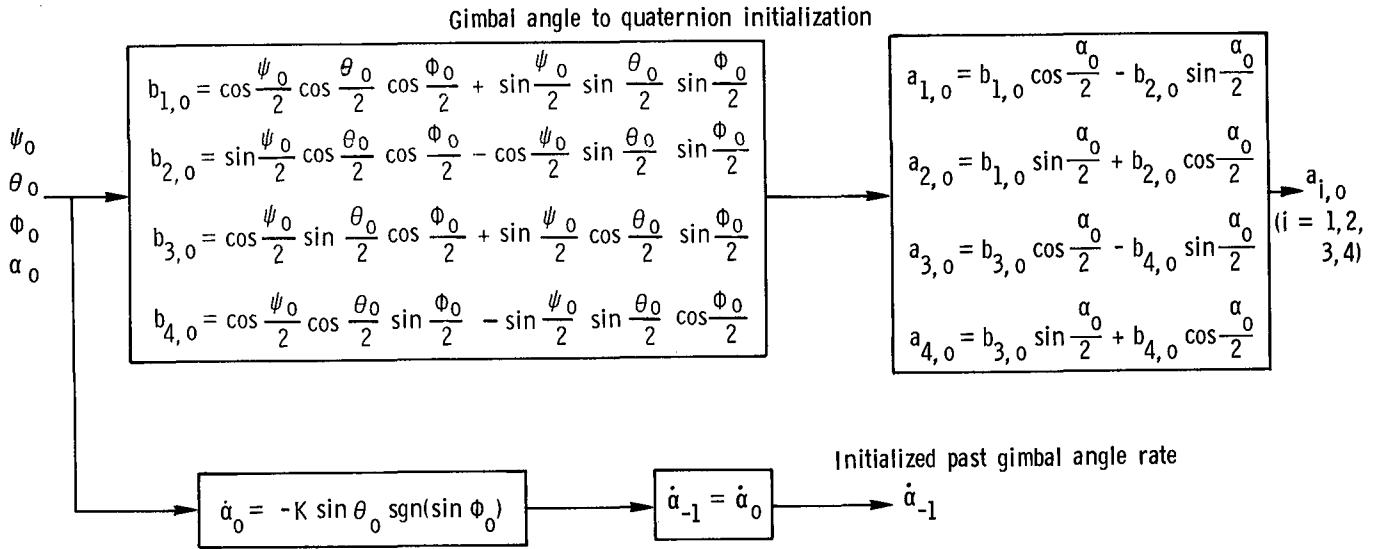 Gimbal angle to quaternion initialization
ψ₀
θ₀
Φ₀
α₀
b₁,₀ = cos ψ₀/2 cos θ₀/2 cos Φ₀/2 + sin ψ₀/2 sin θ₀/2 sin Φ₀/2
b₂,₀ = sin ψ₀/2 cos θ₀/2 cos Φ₀/2 - cos ψ₀/2 sin θ₀/2 sin Φ₀/2
b₃,₀ = cos ψ₀/2 sin θ₀/2 cos Φ₀/2 + sin ψ₀/2 cos θ₀/2 sin Φ₀/2
b₄,₀ = cos ψ₀/2 cos θ₀/2 sin Φ₀/2 - sin ψ₀/2 sin θ₀/2 cos Φ₀/2
a₁,₀ = b₁,₀ cos α₀/2 - b₂,₀ sin α₀/2
a₂,₀ = b₁,₀ sin α₀/2 + b₂,₀ cos α₀/2
a₃,₀ = b₃,₀ cos α₀/2 - b₄,₀ sin α₀/2
a₄,₀ = b₃,₀ sin α₀/2 + b₄,₀ cos α₀/2
aᵢ,₀
(i = 1,2,
3,4)
α̇₀ = -K sin θ₀ sgn(sin Φ₀)
α̇₋₁ = α̇₀
Initialized past gimbal angle rate
α̇₋₁